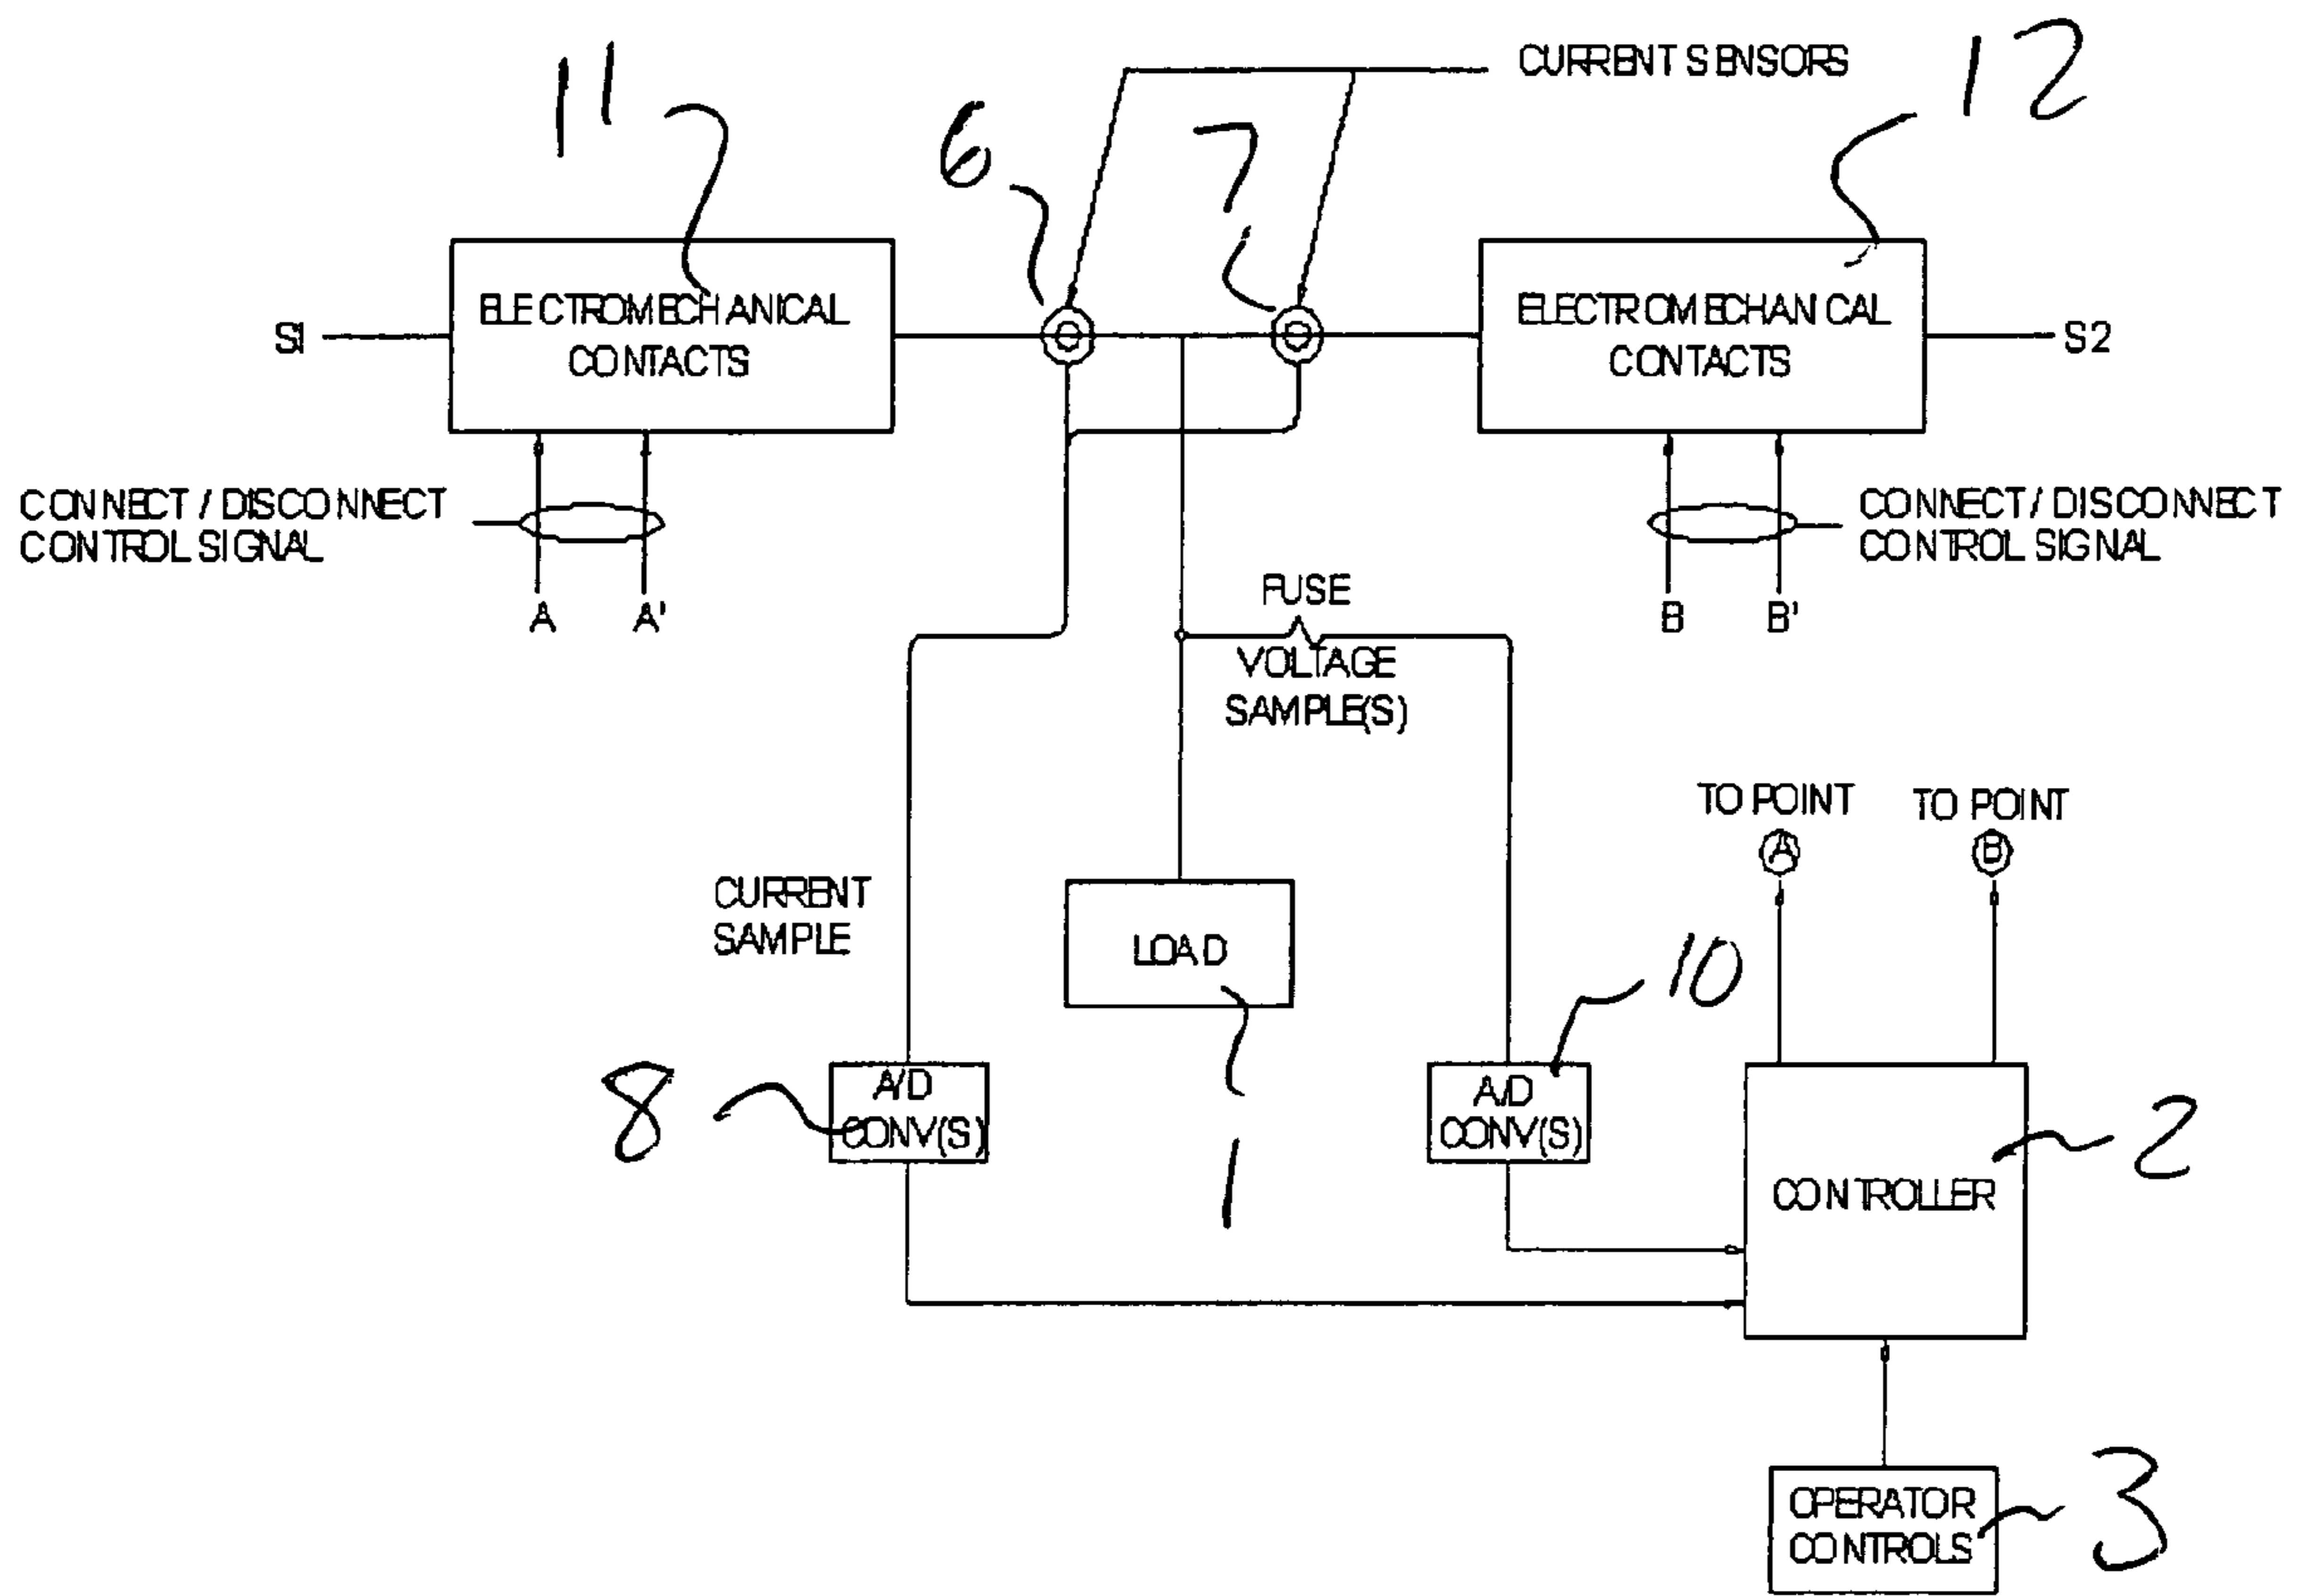 CURRENT SENSORS
11
6
7
12
ELECTROMECHANICAL
CONTACTS
ELECTROMECHANICAL
CONTACTS
S1
S2
CONNECT / DISCONNECT
CONTROL SIGNAL
CONNECT / DISCONNECT
CONTROL SIGNAL
A
A'
B
B'
FUSE
VOLTAGE
SAMPLE(S)
TO POINT
A
TO POINT
B
CURRENT
SAMPLE
LOAD
10
1
8
A/D
CONV(S)
A/D
CONV(S)
2
CONTROLLER
OPERATOR
CONTROLS
3